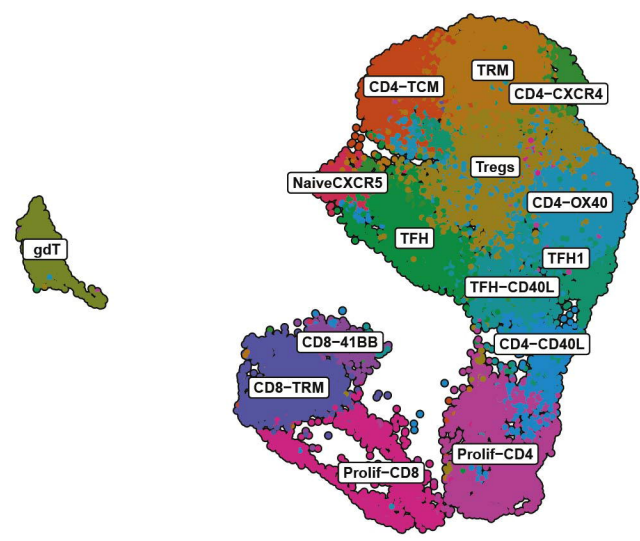 TRM
CD4−TCM
CD4−CXCR4
Tregs
NaiveCXCR5
CD4−OX40
TFH
gdT
TFH1
TFH−CD40L
CD8−41BB
CD4−CD40L
CD8−TRM
Prolif−CD4
Prolif−CD8